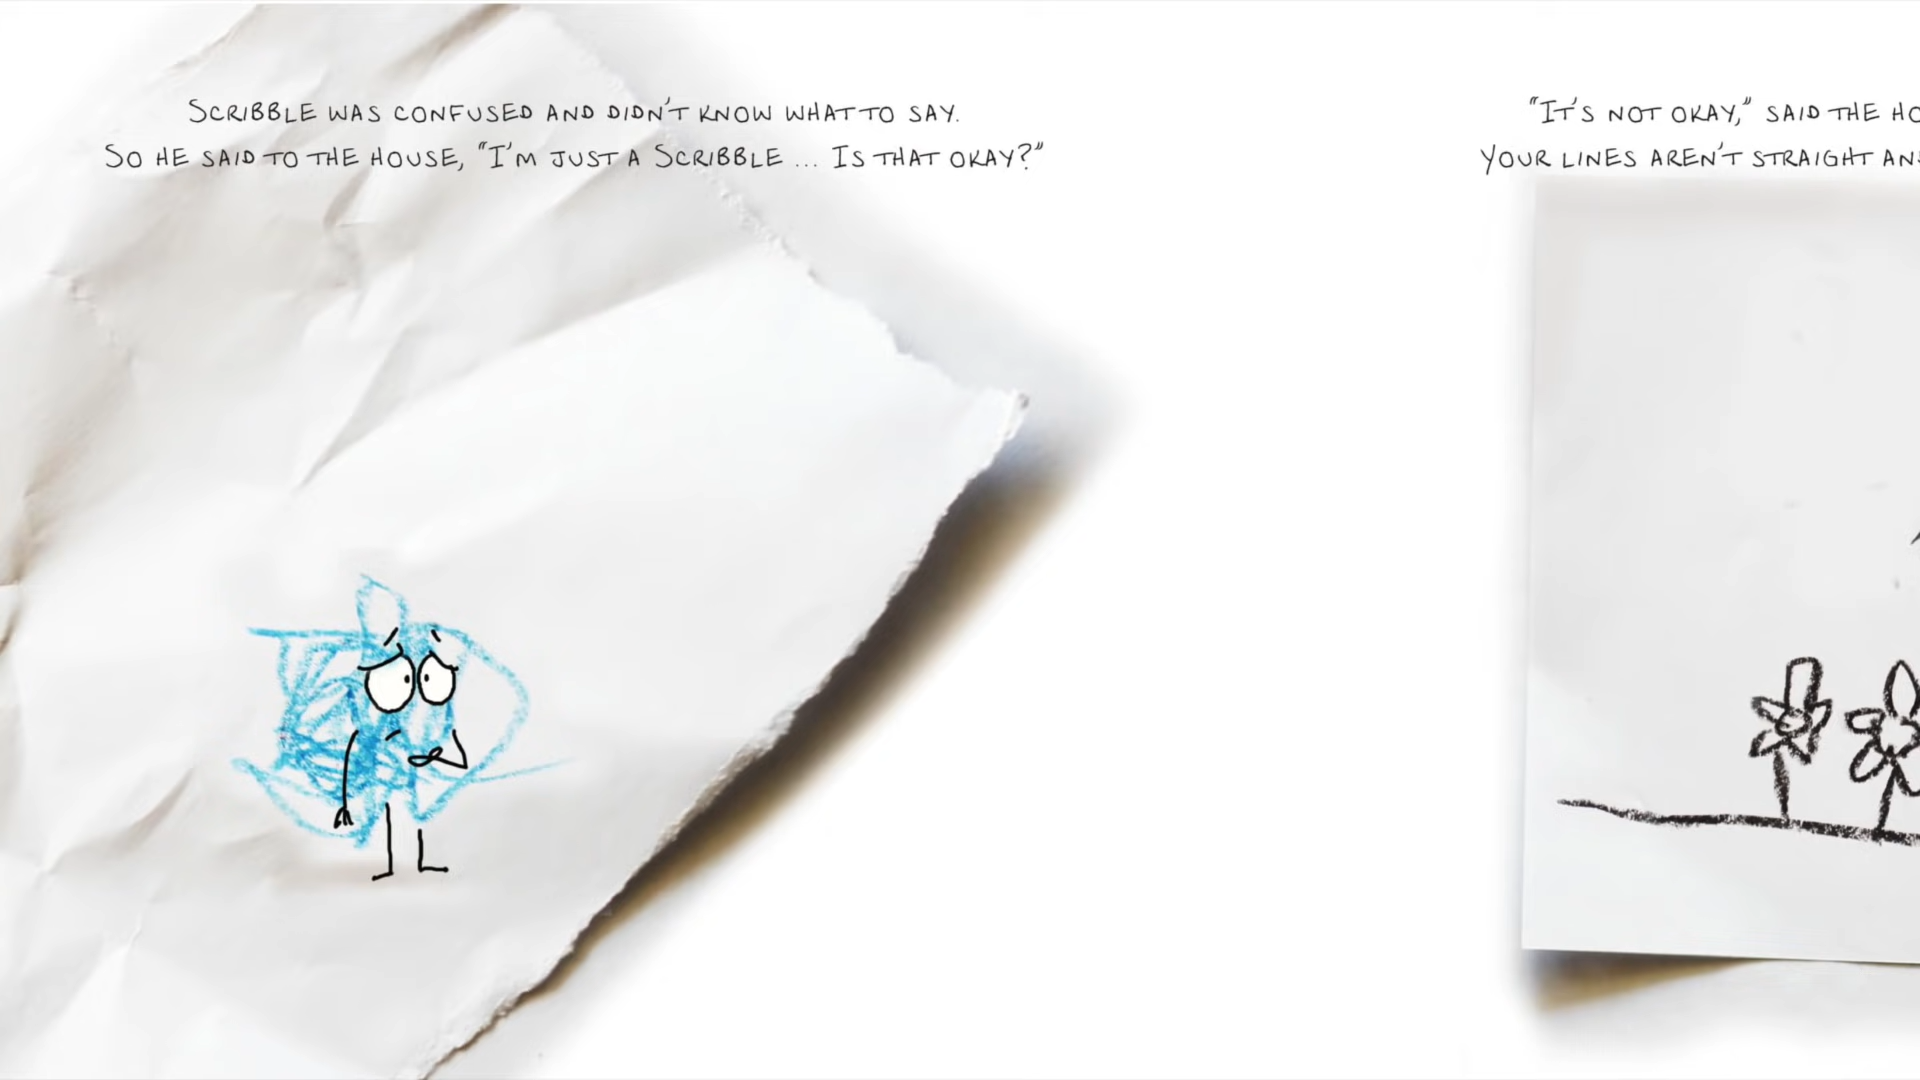 SCRIBBLE WAS CONFUSED AND DIDN'T KNOW WHAT TO SAY.
SO HE SAID TO THE HOUSE, "I'M JUST A SCRIBBLE ... IS THAT OKAY?"
"IT'S NOT OKAY," SAID THE
YOUR LINES AREN'T STRAIGHT